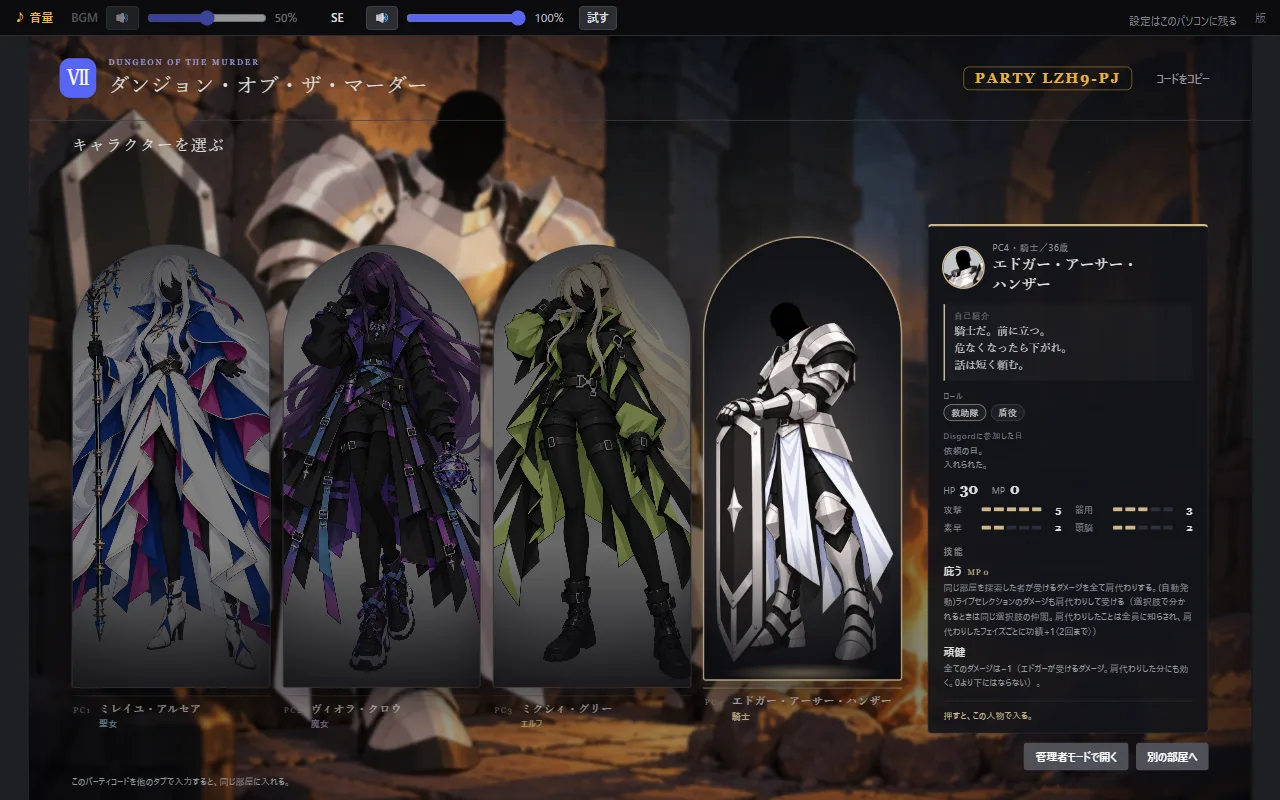 ♪ 音量 BGM 50% SE 100% 試す 設定はこのパソコンに残る 版
VII
DUNGEON OF THE MURDER
ダンジョン・オブ・ザ・マーダー
PARTY LZH9-PJ コードをコピー
キャラクターを選ぶ
PC1 ミレイユ・アルセア
聖女
PC2 ヴィオラ・クロウ
魔女
PC3 ミクシィ・グリー
エルフ
エドガー・アーサー・ハンザー
騎士
PC4・騎士／36歳
エドガー・アーサー・
ハンザー
自己紹介
騎士だ。前に立つ。
危なくなったら下がれ。
話は短く頼む。
ロール
救助隊 盾役
Discordに参加した日
依頼の日。
入れられた。
HP 30 MP 0
攻撃 5 器用 3
素早 2 頭脳 2
技能
庇う MP 0
同じ部屋を探索した者が受けるダメージを全て肩代わりする。(自動発
動)ライブセレクションのダメージも肩代わりして受ける（選択肢で分か
れるときは同じ選択肢の仲間。肩代わりしたことは全員に知らされ、肩
代わりしたフェイズごとに功績+1〈2回まで〉）
頑健
全てのダメージは−1（エドガーが受けるダメージ。肩代わりした分にも効
く。0より下にはならない）。
押すと、この人物で入る。
管理者モードで開く 別の部屋へ
このパーティコードを他のタブで入力すると、同じ部屋に入れる。